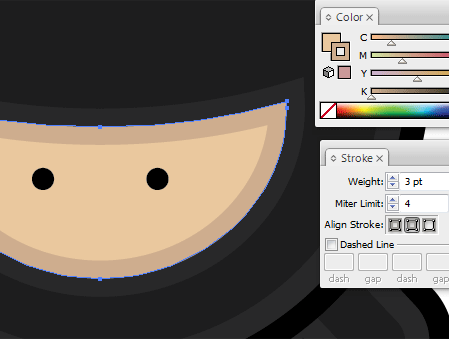 Color
C
M
Y
K
Stroke
Weight: 3 pt
Miter Limit: 4
Align Stroke:
Dashed Line
dash gap dash gap